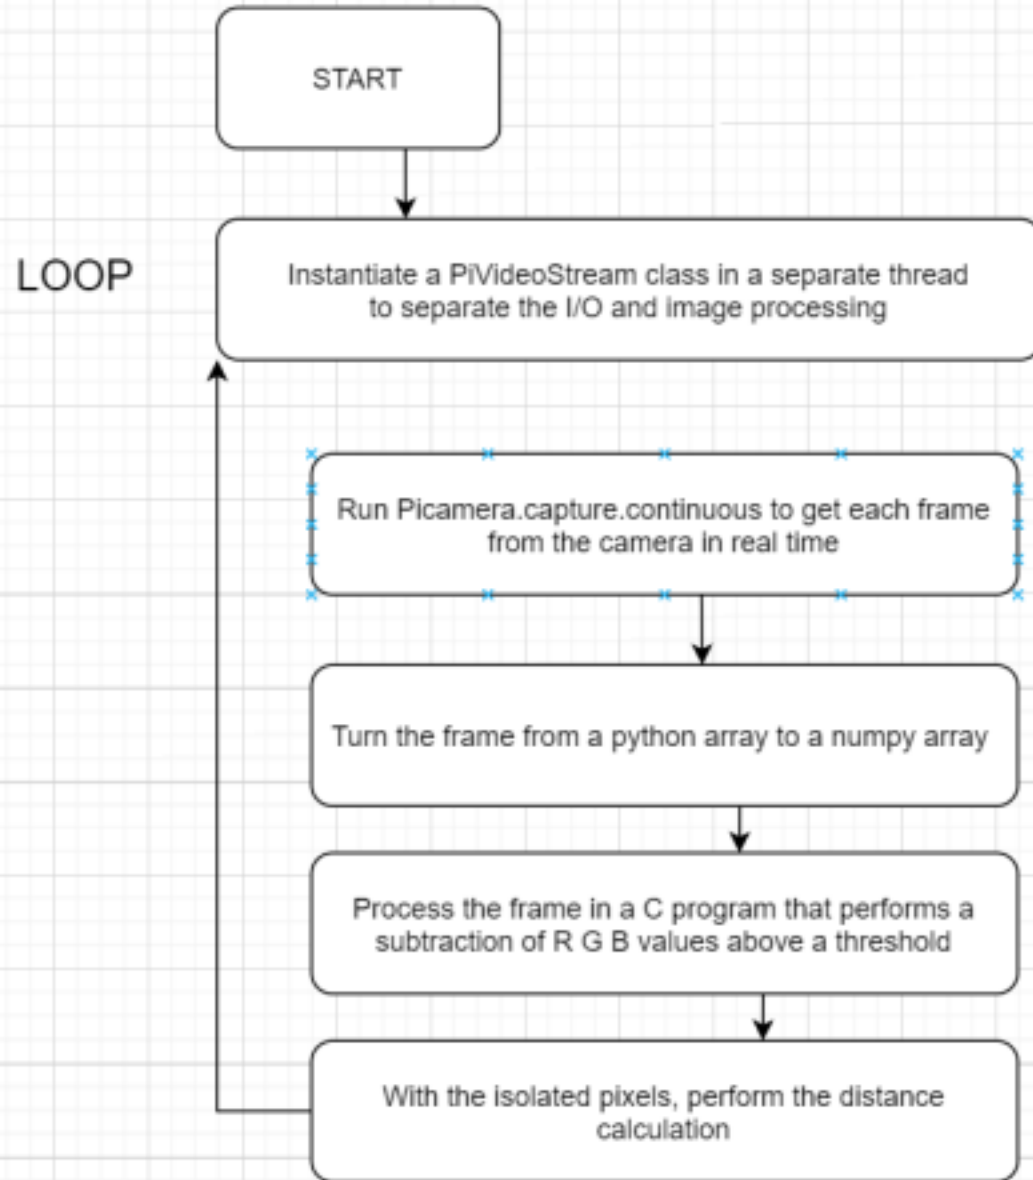 START
LOOP
Instantiate a PiVideoStream class in a separate thread
to separate the I/O and image processing
Run Picamera.capture.continuous to get each frame
from the camera in real time
Turn the frame from a python array to a numpy array
Process the frame in a C program that performs a
subtraction of R G B values above a threshold
With the isolated pixels, perform the distance
calculation